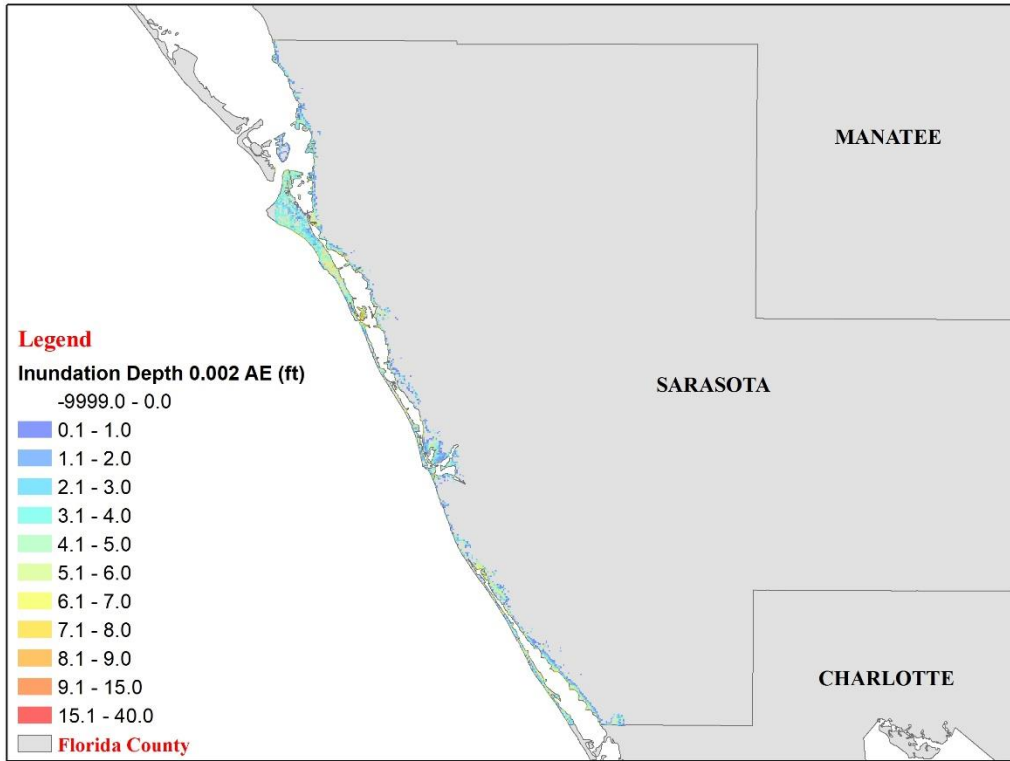 MANATEE
SARASOTA
CHARLOTTE
Legend
Inundation Depth 0.002 AE (ft)
-9999.0 - 0.0
0.1 - 1.0
1.1 - 2.0
2.1 - 3.0
3.1 - 4.0
4.1 - 5.0
5.1 - 6.0
6.1 - 7.0
7.1 - 8.0
8.1 - 9.0
9.1 - 15.0
15.1 - 40.0
Florida County